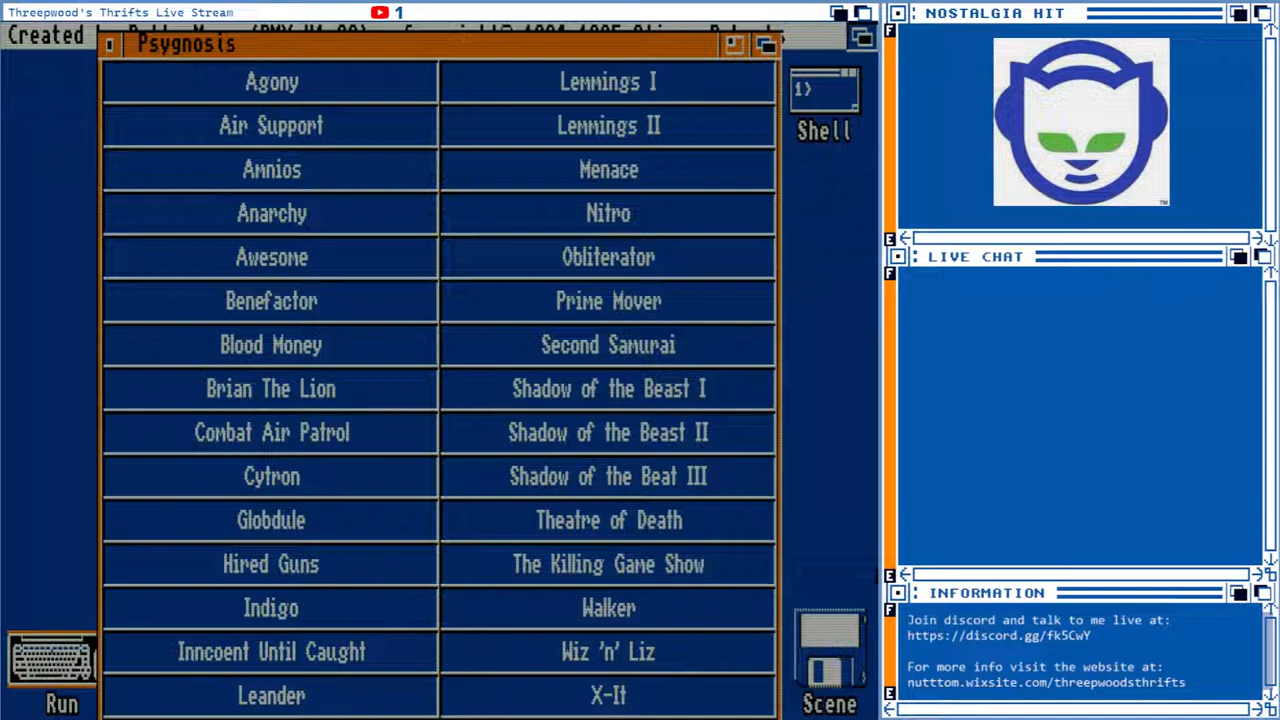 Threepwood's Thrifts Live Stream
1
Created
Psygnosis
Agony
Lemmings I
Air Support
Lemmings II
Amnios
Menace
Anarchy
Nitro
Awesome
Obliterator
Benefactor
Prime Mover
Blood Money
Second Samurai
Brian The Lion
Shadow of the Beast I
Combat Air Patrol
Shadow of the Beast II
Cytron
Shadow of the Beat III
Globdule
Theatre of Death
Hired Guns
The Killing Game Show
Indigo
Walker
Inncoent Until Caught
Wiz 'n' Liz
Leander
X-It
1>
Shell
Run
Scene
NOSTALGIA HIT
F
TM
E
LIVE CHAT
F
E
INFORMATION
F
Join discord and talk to me live at:
https://discord.gg/fk5CwY
For more info visit the website at:
nutttom.wixsite.com/threepwoodsthrifts
E